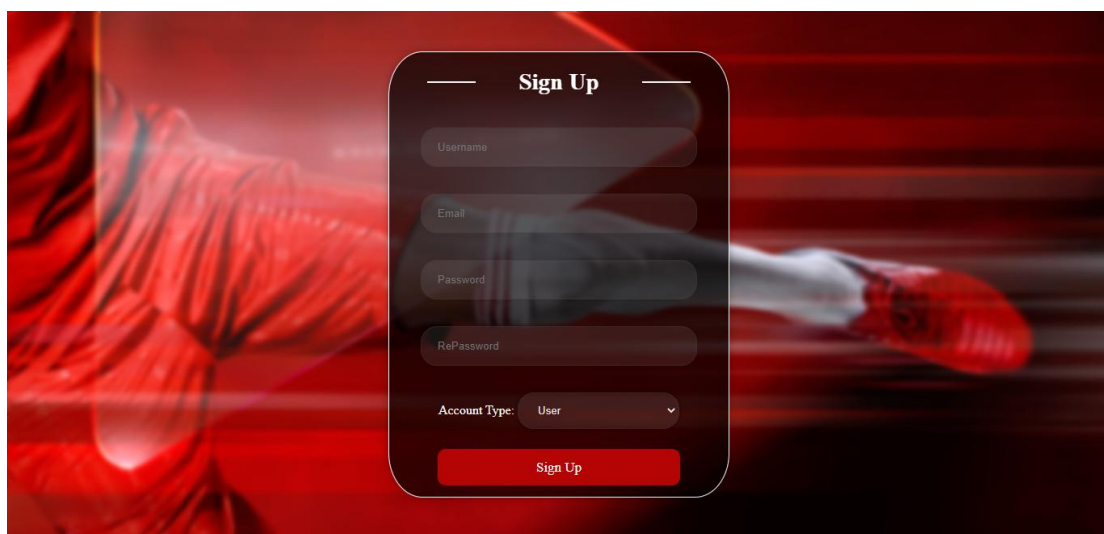 Sign Up
Username
Email
Password
RePassword
Account Type: User
Sign Up